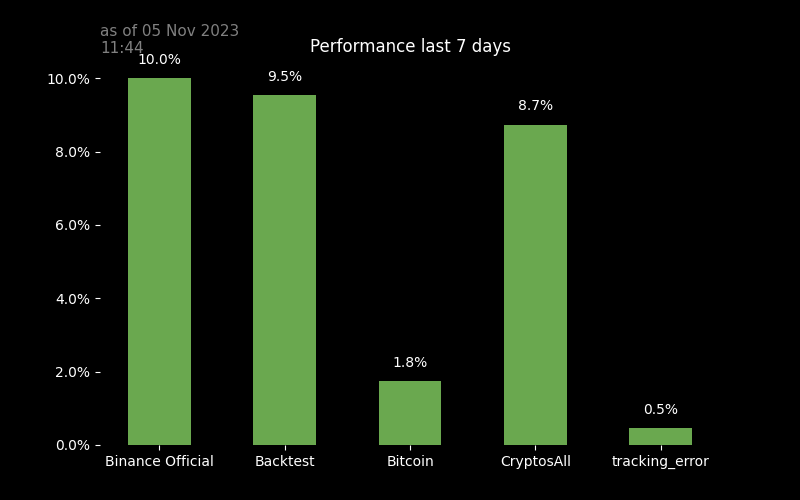 as of 05 Nov 2023
11:44
Performance last 7 days
10.0%
9.5%
1.8%
8.7%
0.5%
10.0%
8.0%
6.0%
4.0%
2.0%
0.0%
Binance Official
Backtest
Bitcoin
CryptosAll
tracking_error